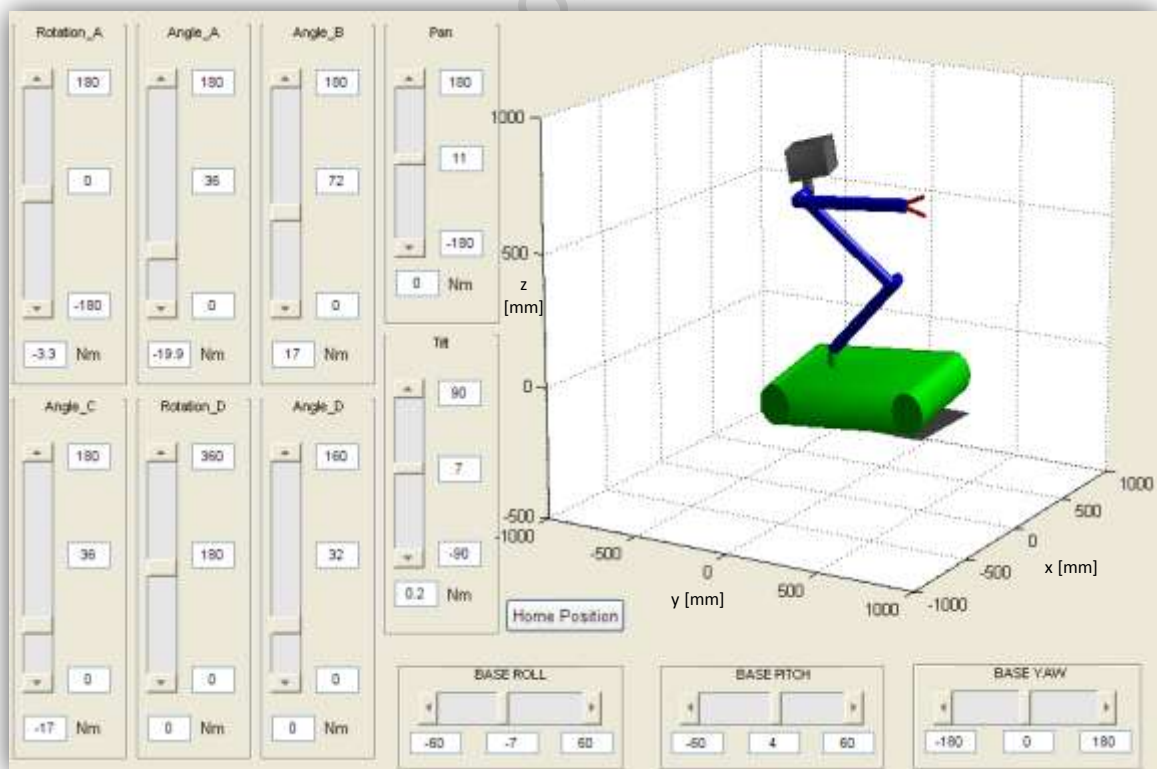 Rotation_A
180
0
-180
-3.3 Nm
Angle_A
180
36
0
-19.9 Nm
Angle_B
180
72
0
17 Nm
Pan
180
11
-180
0 Nm
Angle_C
180
36
0
-17 Nm
Rotation_D
360
180
0
0 Nm
Angle_D
160
32
0
0 Nm
Tilt
90
7
-90
0.2 Nm
1000
500
z
[mm]
0
-500
-1000
-500
0
500
1000
y [mm]
-1000
-500
0
500
1000
x [mm]
Home Position
BASE ROLL
-60 -7 60
BASE PITCH
-60 4 60
BASE YAW
-180 0 180